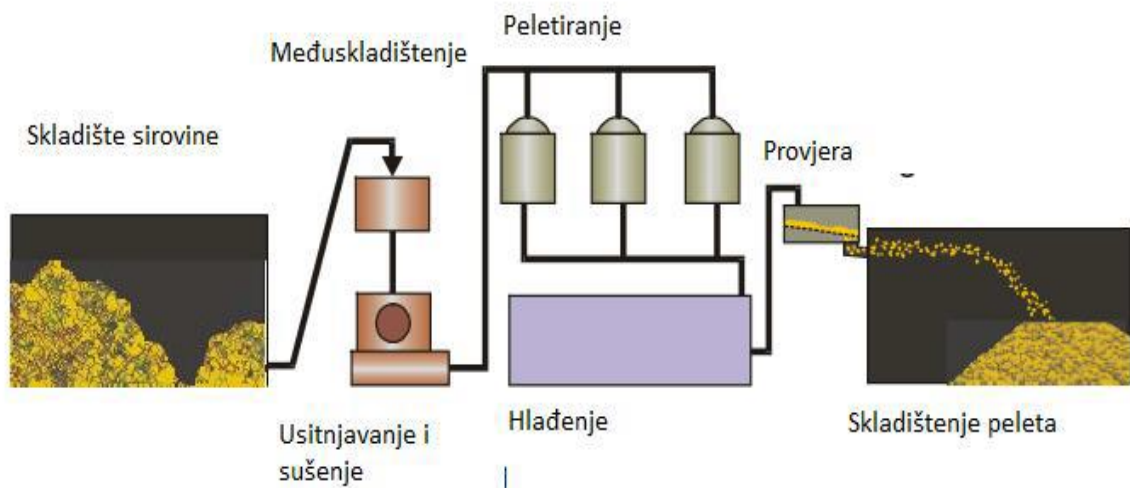 Peletiranje
Međuskladištenje
Skladište sirovine
Provjera
Usitnjavanje i
sušenje
Hlađenje
Skladištenje peleta